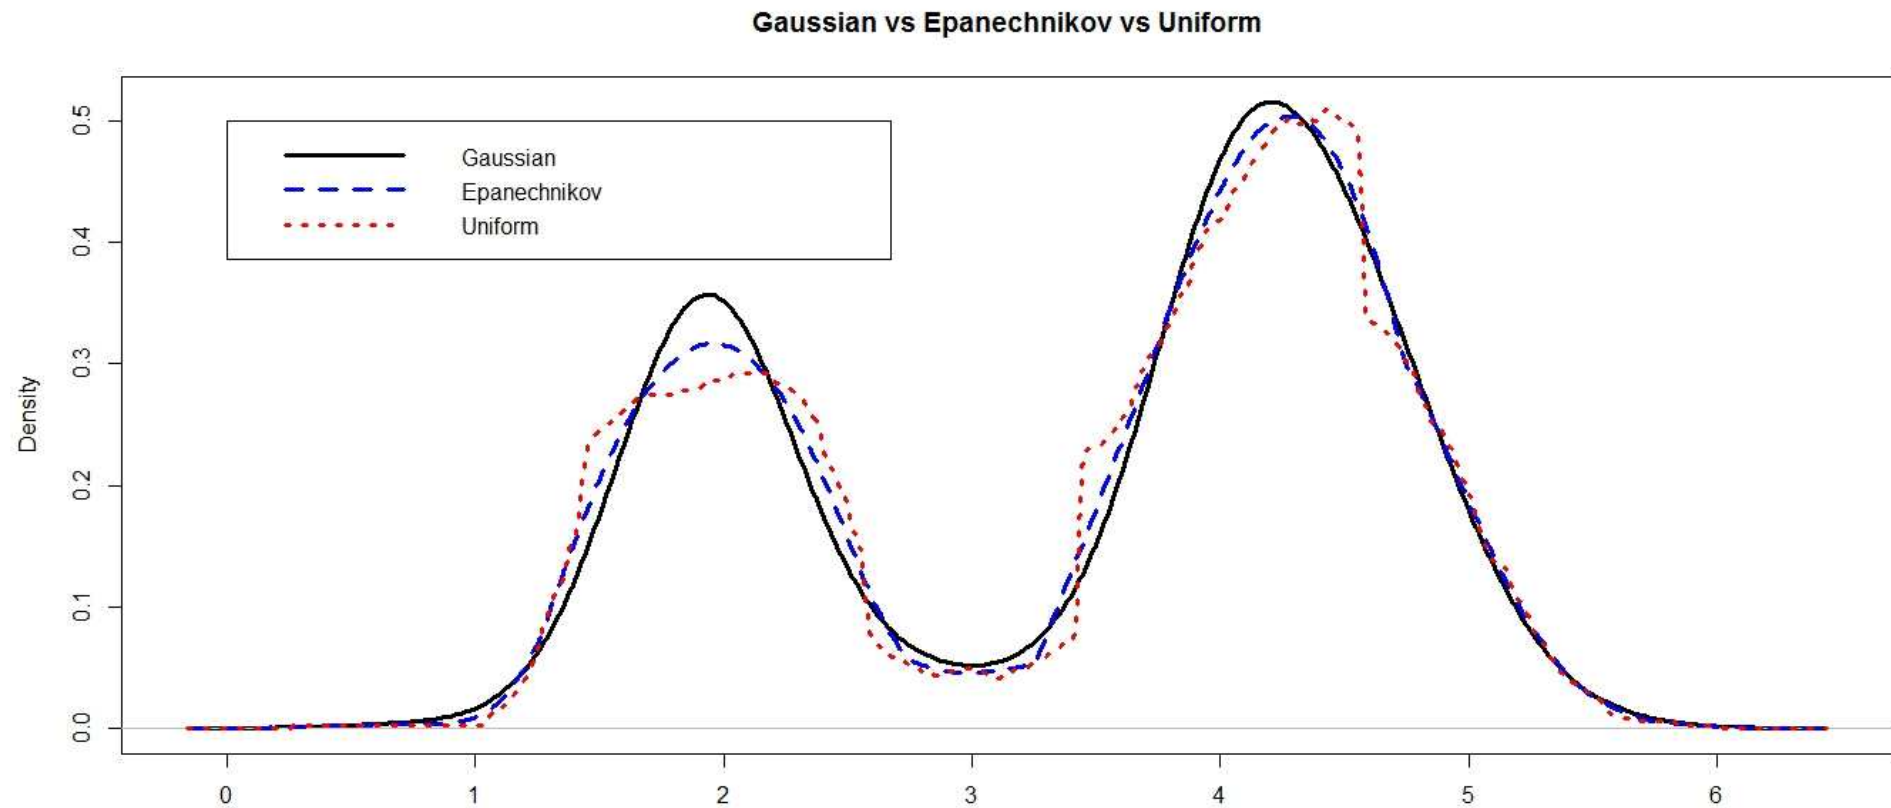 Gaussian vs Epanechnikov vs Uniform
Density
0.5
0.4
0.3
0.2
0.1
0.0
Gaussian
Epanechnikov
Uniform
0 1 2 3 4 5 6